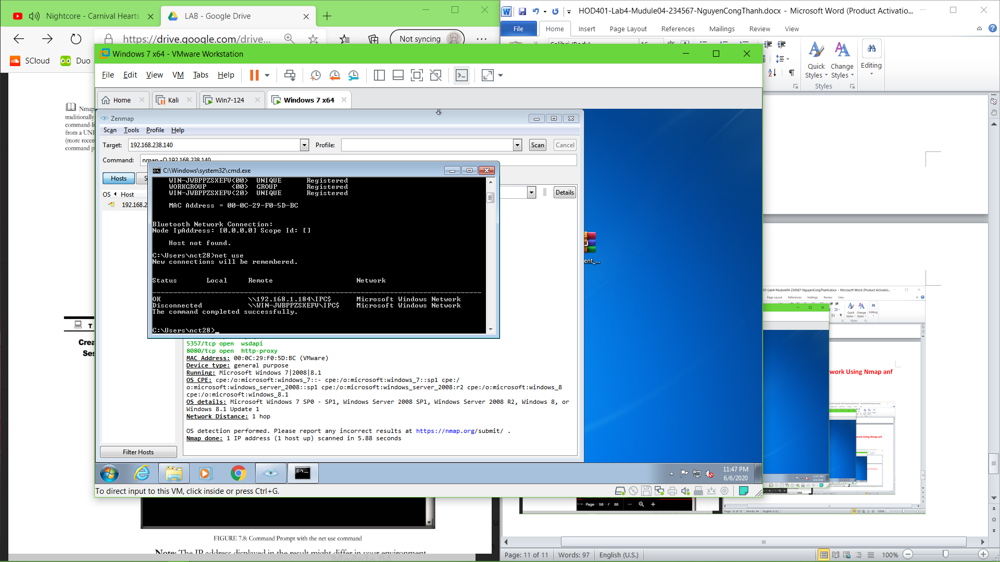 Nightcore - Carnival Hearts
LAB - Google Drive
https://drive.google.com/drive...
Not syncing
SCloud
Duo
HOD401-Lab4-Mudule04-234567-NguyenCongThanh.docx - Microsoft Word (Product Activatio...
File Home Insert Page Layout References Mailings Review View
Quick Styles
Change Styles
Editing
Styles
Windows 7 x64 - VMware Workstation
File Edit View VM Tabs Help
Home
Kali
Win7-124
Windows 7 x64
Nmap
traditionally
command-li
from a UNI
(more recen
command p
Zenmap
Scan Tools Profile Help
Target: 192.168.238.140 Profile: Scan Cancel
Command: nmap -O 192.168.238.140
Hosts
Details
OS Host
192.168.2
C:\Windows\system32\cmd.exe
WIN-JWBPPZSXEFV<00> UNIQUE Registered
WORKGROUP <00> GROUP Registered
WIN-JWBPPZSXEFV<20> UNIQUE Registered
MAC Address = 00-0C-29-F0-5D-BC
Bluetooth Network Connection:
Node IpAddress: [0.0.0.0] Scope Id: []
Host not found.
C:\Users\nct28>net use
New connections will be remembered.
Status Local Remote Network
OK \\192.168.1.184\IPC$ Microsoft Windows Network
Disconnected \\WIN-JWBPPZSXEFV\IPC$ Microsoft Windows Network
The command completed successfully.
C:\Users\nct28>
5357/tcp open wsdapi
8080/tcp open http-proxy
MAC Address: 00:0C:29:F0:5D:BC (VMware)
Device type: general purpose
Running: Microsoft Windows 7|2008|8.1
OS CPE: cpe:/o:microsoft:windows_7::- cpe:/o:microsoft:windows_7::sp1 cpe:/
o:microsoft:windows_server_2008::sp1 cpe:/o:microsoft:windows_server_2008:r2 cpe:/o:microsoft:windows_8
cpe:/o:microsoft:windows_8.1
OS details: Microsoft Windows 7 SP0 - SP1, Windows Server 2008 SP1, Windows Server 2008 R2, Windows 8, or
Windows 8.1 Update 1
Network Distance: 1 hop
OS detection performed. Please report any incorrect results at https://nmap.org/submit/ .
Nmap done: 1 IP address (1 host up) scanned in 5.88 seconds
Filter Hosts
ent_...
11:47 PM
6/6/2020
To direct input to this VM, click inside or press Ctrl+G.
T
Crea
Ses
work Using Nmap anf
Page 58 / 88
FIGURE 7.8: Command Prompt with the net use command
Note: The IP address displayed in the result might differ in your environment
Page: 11 of 11 Words: 97 English (U.S.) 100%